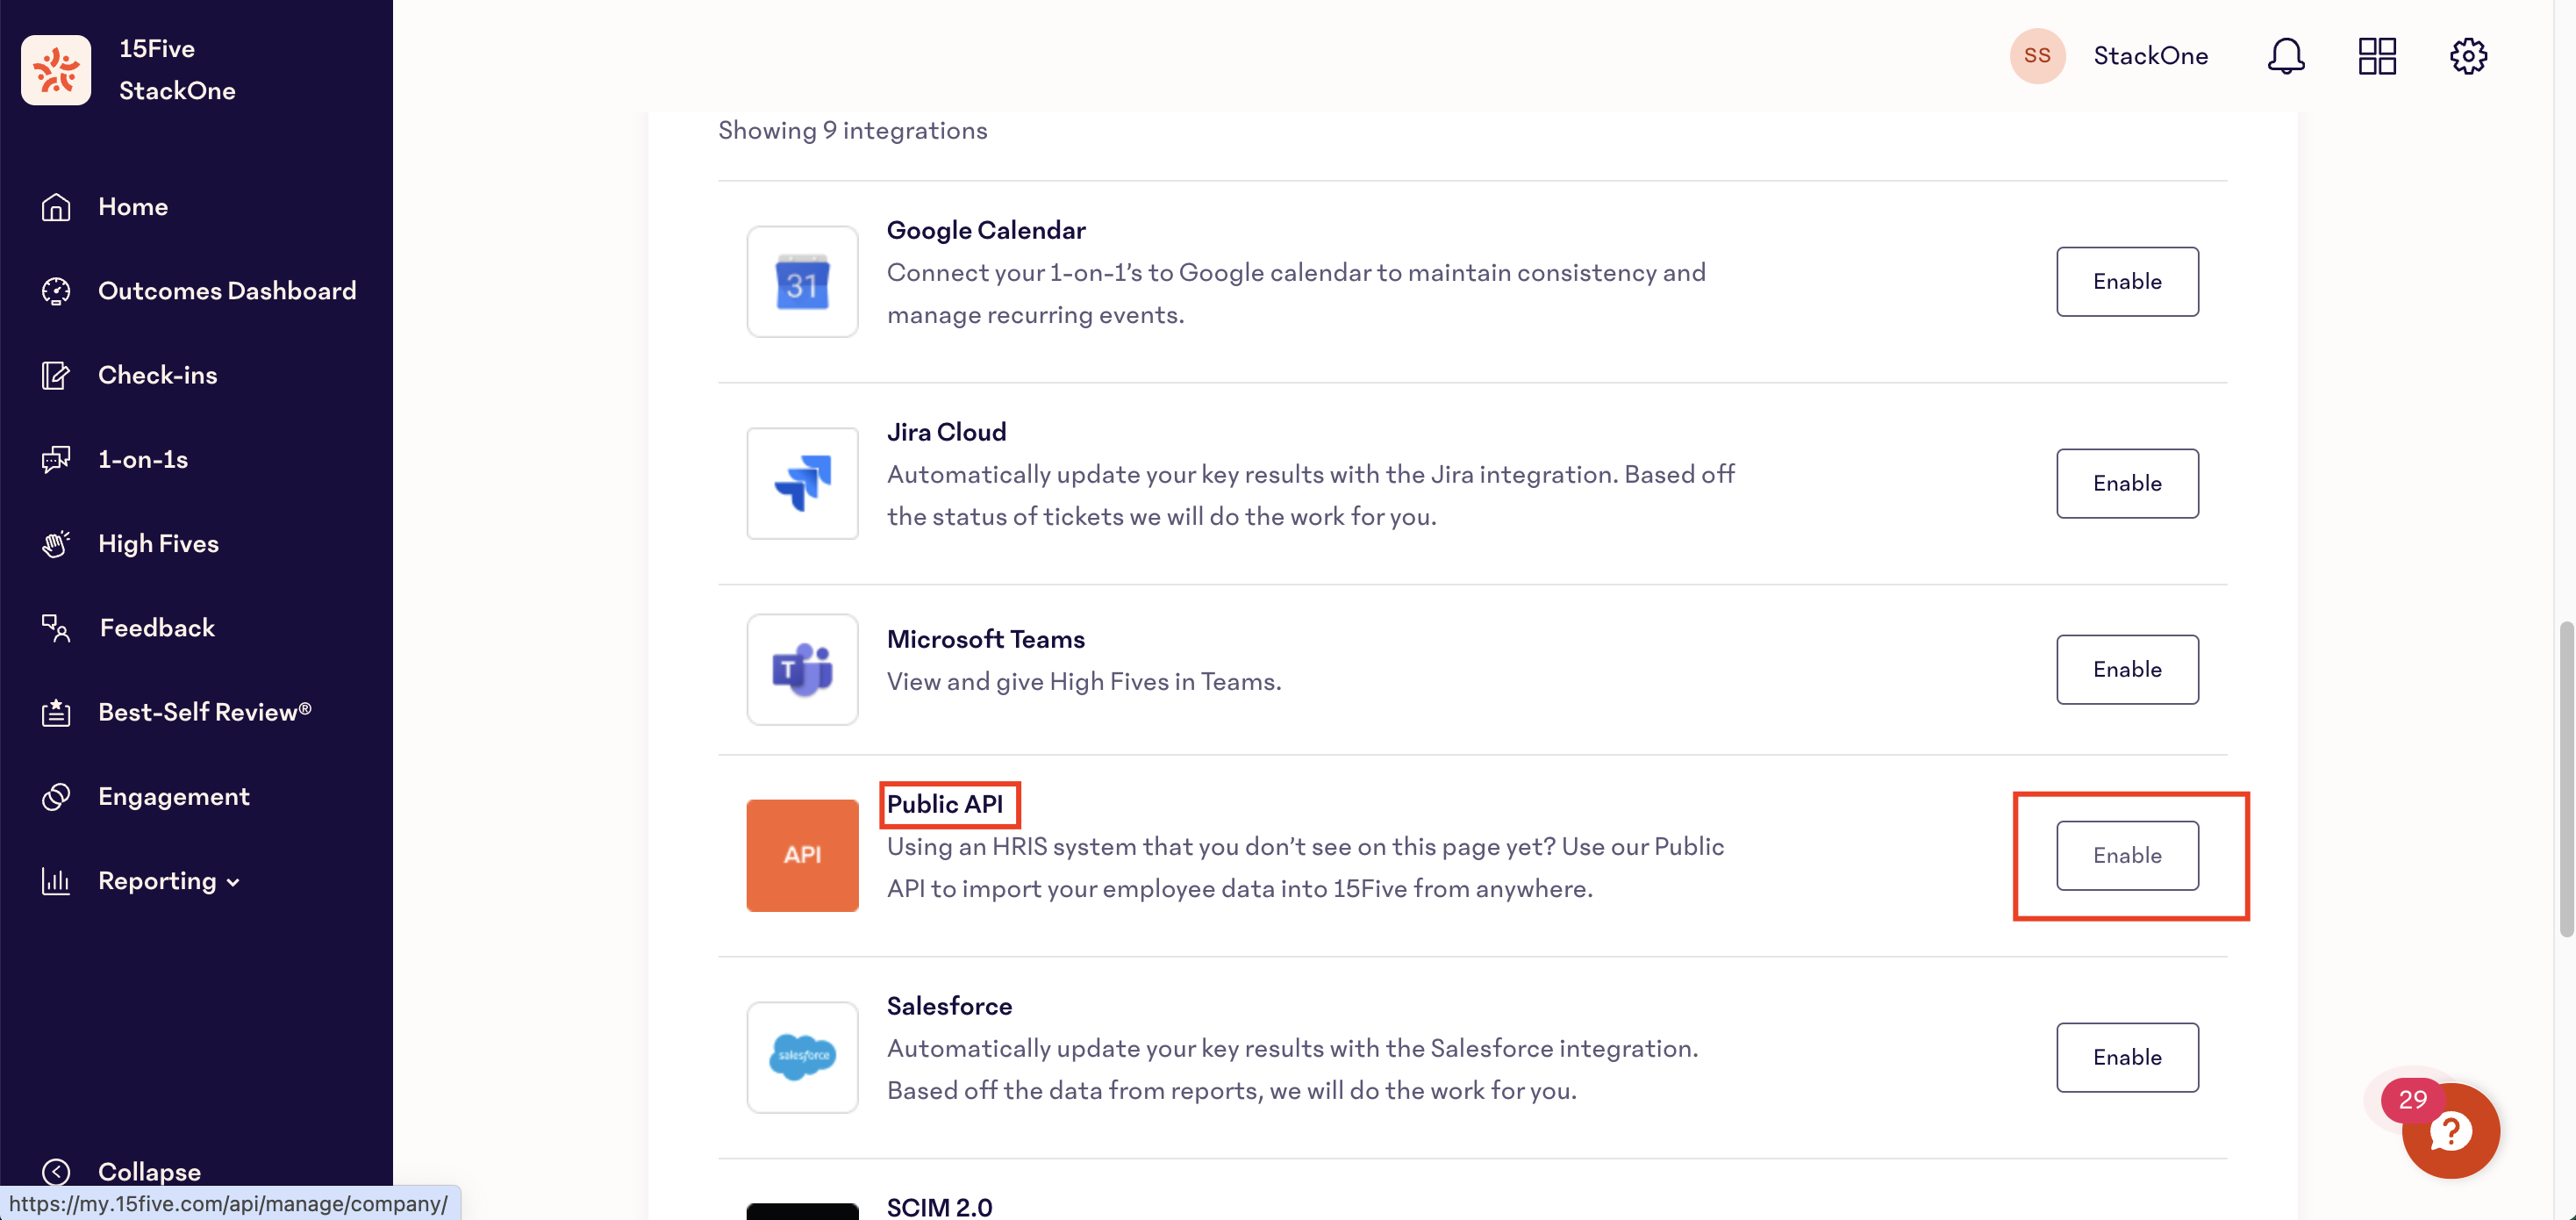 15Five
StackOne
Home
Outcomes Dashboard
Check-ins
1-on-1s
High Fives
Feedback
Best-Self Review®
Engagement
Reporting
Collapse
https://my.15five.com/api/manage/company/
SS
StackOne
Showing 9 integrations
31
Google Calendar
Connect your 1-on-1’s to Google calendar to maintain consistency and
manage recurring events.
Enable
Jira Cloud
Automatically update your key results with the Jira integration. Based off
the status of tickets we will do the work for you.
Enable
T
Microsoft Teams
View and give High Fives in Teams.
Enable
API
Public API
Using an HRIS system that you don’t see on this page yet? Use our Public
API to import your employee data into 15Five from anywhere.
Enable
salesforce
Salesforce
Automatically update your key results with the Salesforce integration.
Based off the data from reports, we will do the work for you.
Enable
SCIM 2.0
29
?